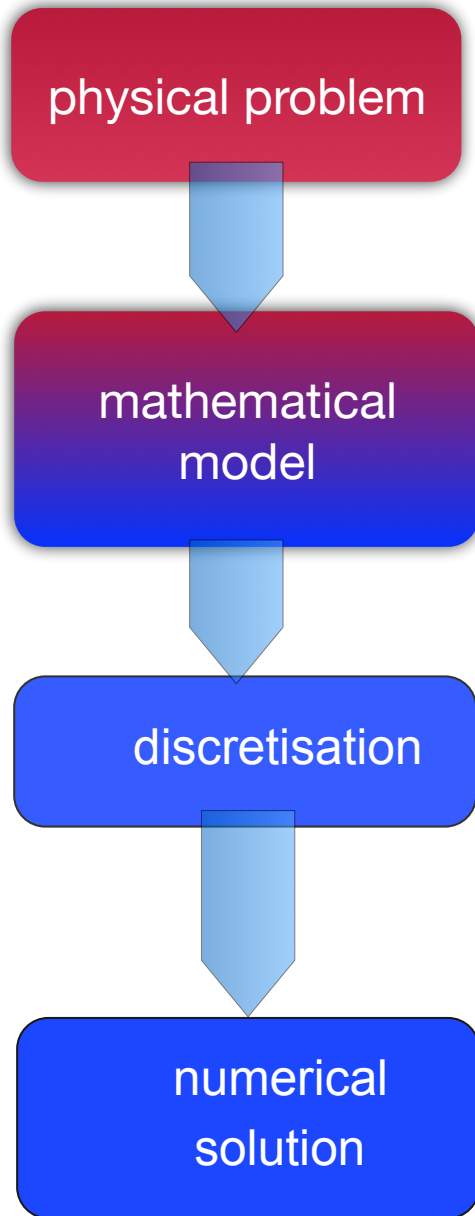 physical problem
mathematical
model
discretisation
numerical
solution